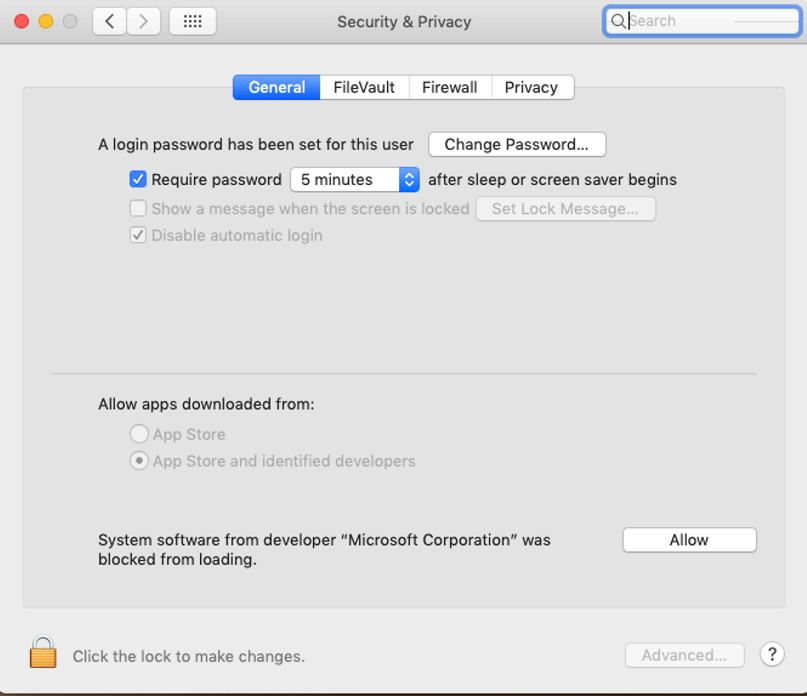 Security & Privacy
Search
General FileVault Firewall Privacy
A login password has been set for this user Change Password...
Require password 5 minutes after sleep or screen saver begins
Show a message when the screen is locked Set Lock Message...
Disable automatic login
Allow apps downloaded from:
App Store
App Store and identified developers
System software from developer “Microsoft Corporation” was Allow
blocked from loading.
Click the lock to make changes. Advanced... ?